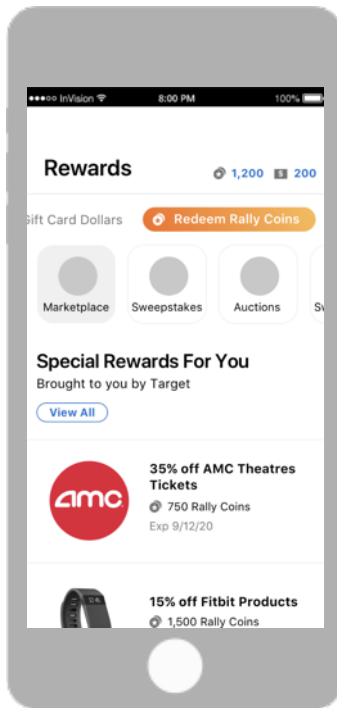 InVision 8:00 PM 100%
Rewards 1,200 200
Gift Card Dollars Redeem Rally Coins
Marketplace Sweepstakes Auctions
Special Rewards For You
Brought to you by Target
View All
35% off AMC Theatres
Tickets
amc
750 Rally Coins
Exp 9/12/20
15% off Fitbit Products
1,500 Rally Coins